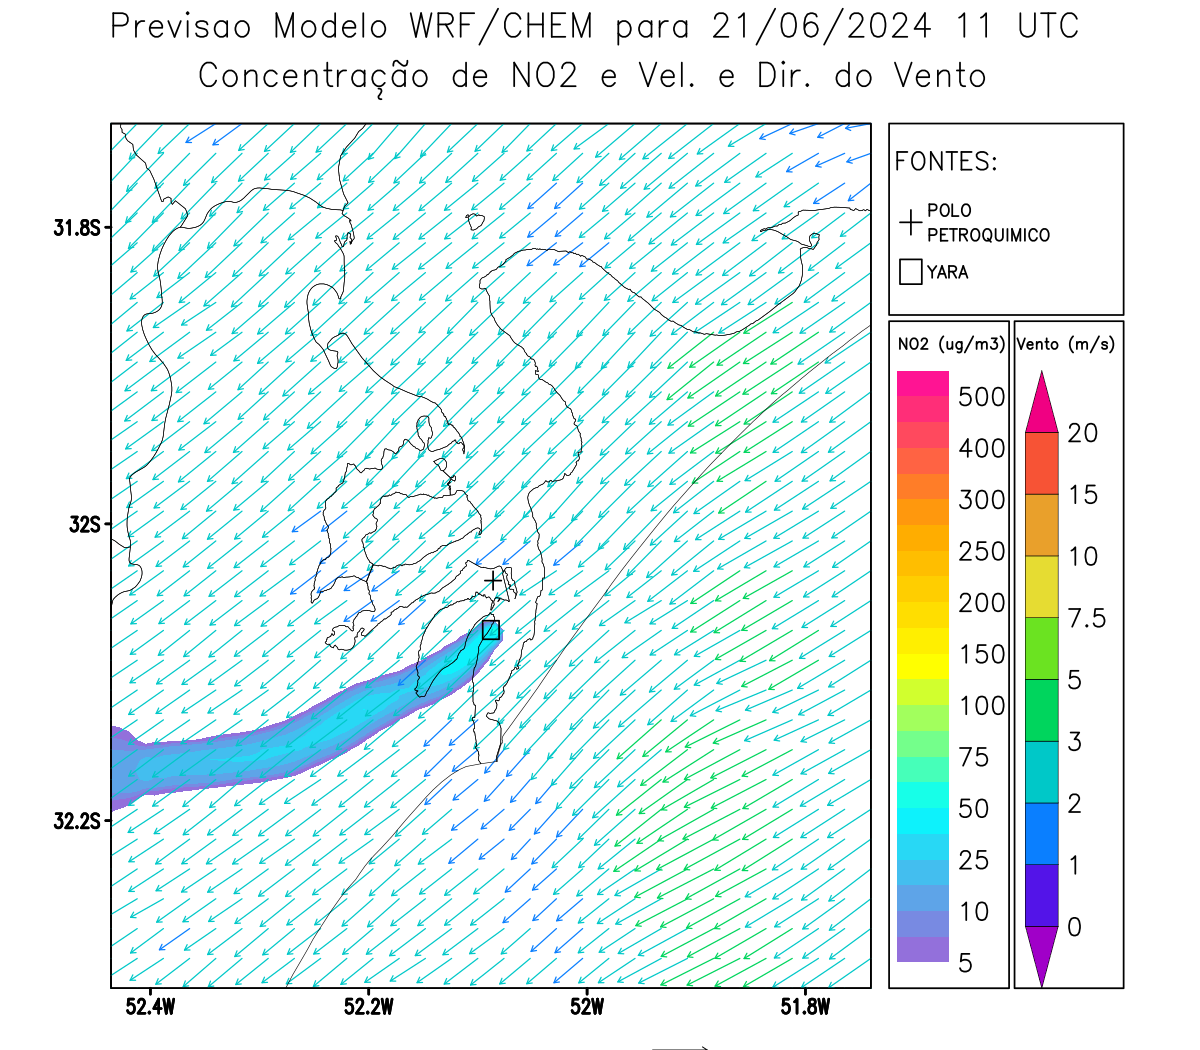 Previsao Modelo WRF/CHEM para 21/06/2024 11 UTC
Concentração de NO2 e Vel. e Dir. do Vento
FONTES:
POLO
PETROQUIMICO
YARA
NO2 (ug/m3)
500
400
300
250
200
150
100
75
50
25
10
5
Vento (m/s)
20
15
10
7.5
5
3
2
1
0
31.8S
32S
32.2S
52.4W
52.2W
52W
51.8W